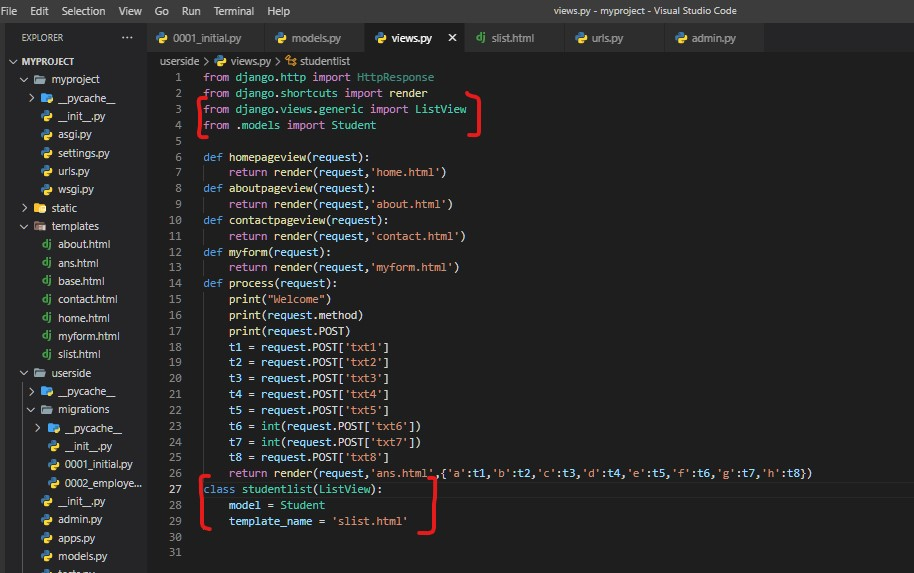 File Edit Selection View Go Run Terminal Help views.py - myproject - Visual Studio Code
EXPLORER ...
MYPROJECT
myproject
__pycache__
__init__.py
asgi.py
settings.py
urls.py
wsgi.py
static
templates
about.html
ans.html
base.html
contact.html
home.html
myform.html
slist.html
userside
__pycache__
migrations
__pycache__
__init__.py
0001_initial.py
0002_employe...
__init__.py
admin.py
apps.py
models.py
tests.py
0001_initial.py models.py views.py slist.html urls.py admin.py
userside > views.py > studentlist
1 from django.http import HttpResponse
2 from django.shortcuts import render
3 from django.views.generic import ListView
4 from .models import Student
5
6 def homepageview(request):
7 return render(request,'home.html')
8 def aboutpageview(request):
9 return render(request,'about.html')
10 def contactpageview(request):
11 return render(request,'contact.html')
12 def myform(request):
13 return render(request,'myform.html')
14 def process(request):
15 print("Welcome")
16 print(request.method)
17 print(request.POST)
18 t1 = request.POST['txt1']
19 t2 = request.POST['txt2']
20 t3 = request.POST['txt3']
21 t4 = request.POST['txt4']
22 t5 = request.POST['txt5']
23 t6 = int(request.POST['txt6'])
24 t7 = int(request.POST['txt7'])
25 t8 = request.POST['txt8']
26 return render(request,'ans.html',{'a':t1,'b':t2,'c':t3,'d':t4,'e':t5,'f':t6,'g':t7,'h':t8})
27 class studentlist(ListView):
28 model = Student
29 template_name = 'slist.html'
30
31